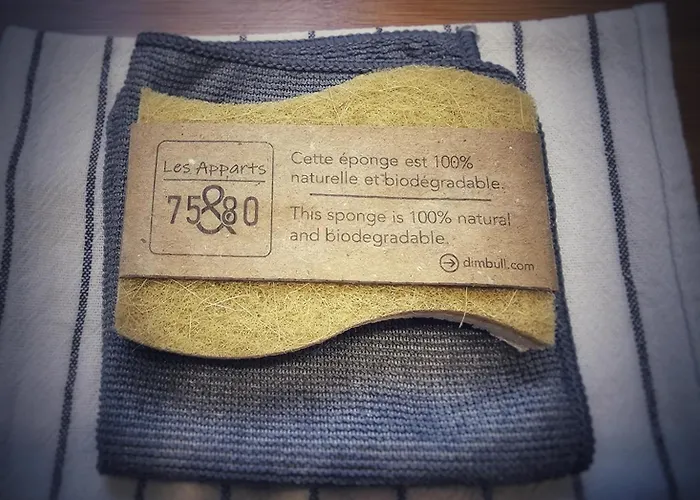 Les Apparts
75&80
Cette éponge est 100%
naturelle et biodégradable.
This sponge is 100% natural
and biodegradable.
dimbull.com